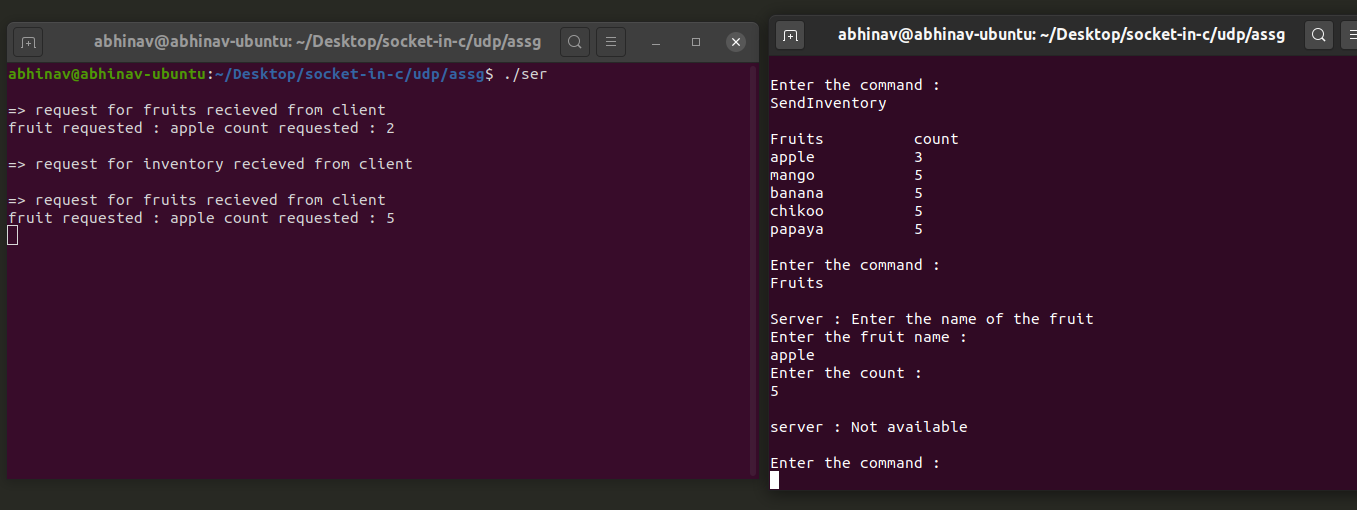 abhinav@abhinav-ubuntu: ~/Desktop/socket-in-c/udp/assg
abhinav@abhinav-ubuntu:~/Desktop/socket-in-c/udp/assg$ ./ser
=> request for fruits recieved from client
fruit requested : apple count requested : 2
=> request for inventory recieved from client
=> request for fruits recieved from client
fruit requested : apple count requested : 5
abhinav@abhinav-ubuntu: ~/Desktop/socket-in-c/udp/assg
Enter the command :
SendInventory
Fruits count
apple 3
mango 5
banana 5
chikoo 5
papaya 5
Enter the command :
Fruits
Server : Enter the name of the fruit
Enter the fruit name :
apple
Enter the count :
5
server : Not available
Enter the command :